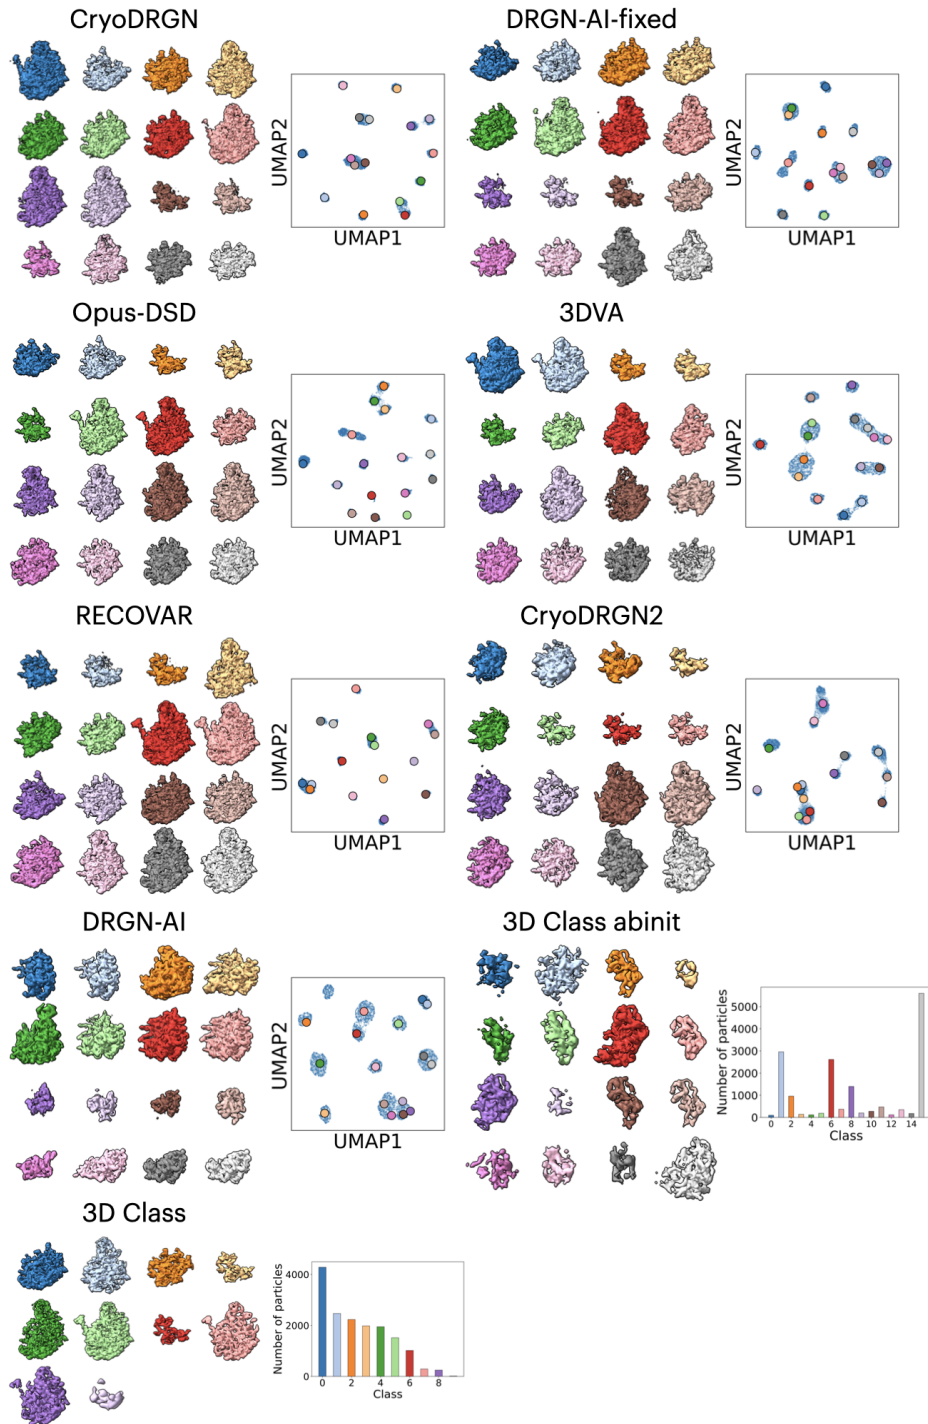 CryoDRGN
UMAP2
UMAP1
DRGN-AI-fixed
UMAP2
UMAP1
Opus-DSD
UMAP2
UMAP1
3DVA
UMAP2
UMAP1
RECOVAR
UMAP2
UMAP1
CryoDRGN2
UMAP2
UMAP1
DRGN-AI
UMAP2
UMAP1
3D Class abinit
Number of particles
5000
4000
3000
2000
1000
0
0 2 4 6 8 10 12 14
Class
3D Class
Number of particles
4000
2000
0
0 2 4 6 8
Class